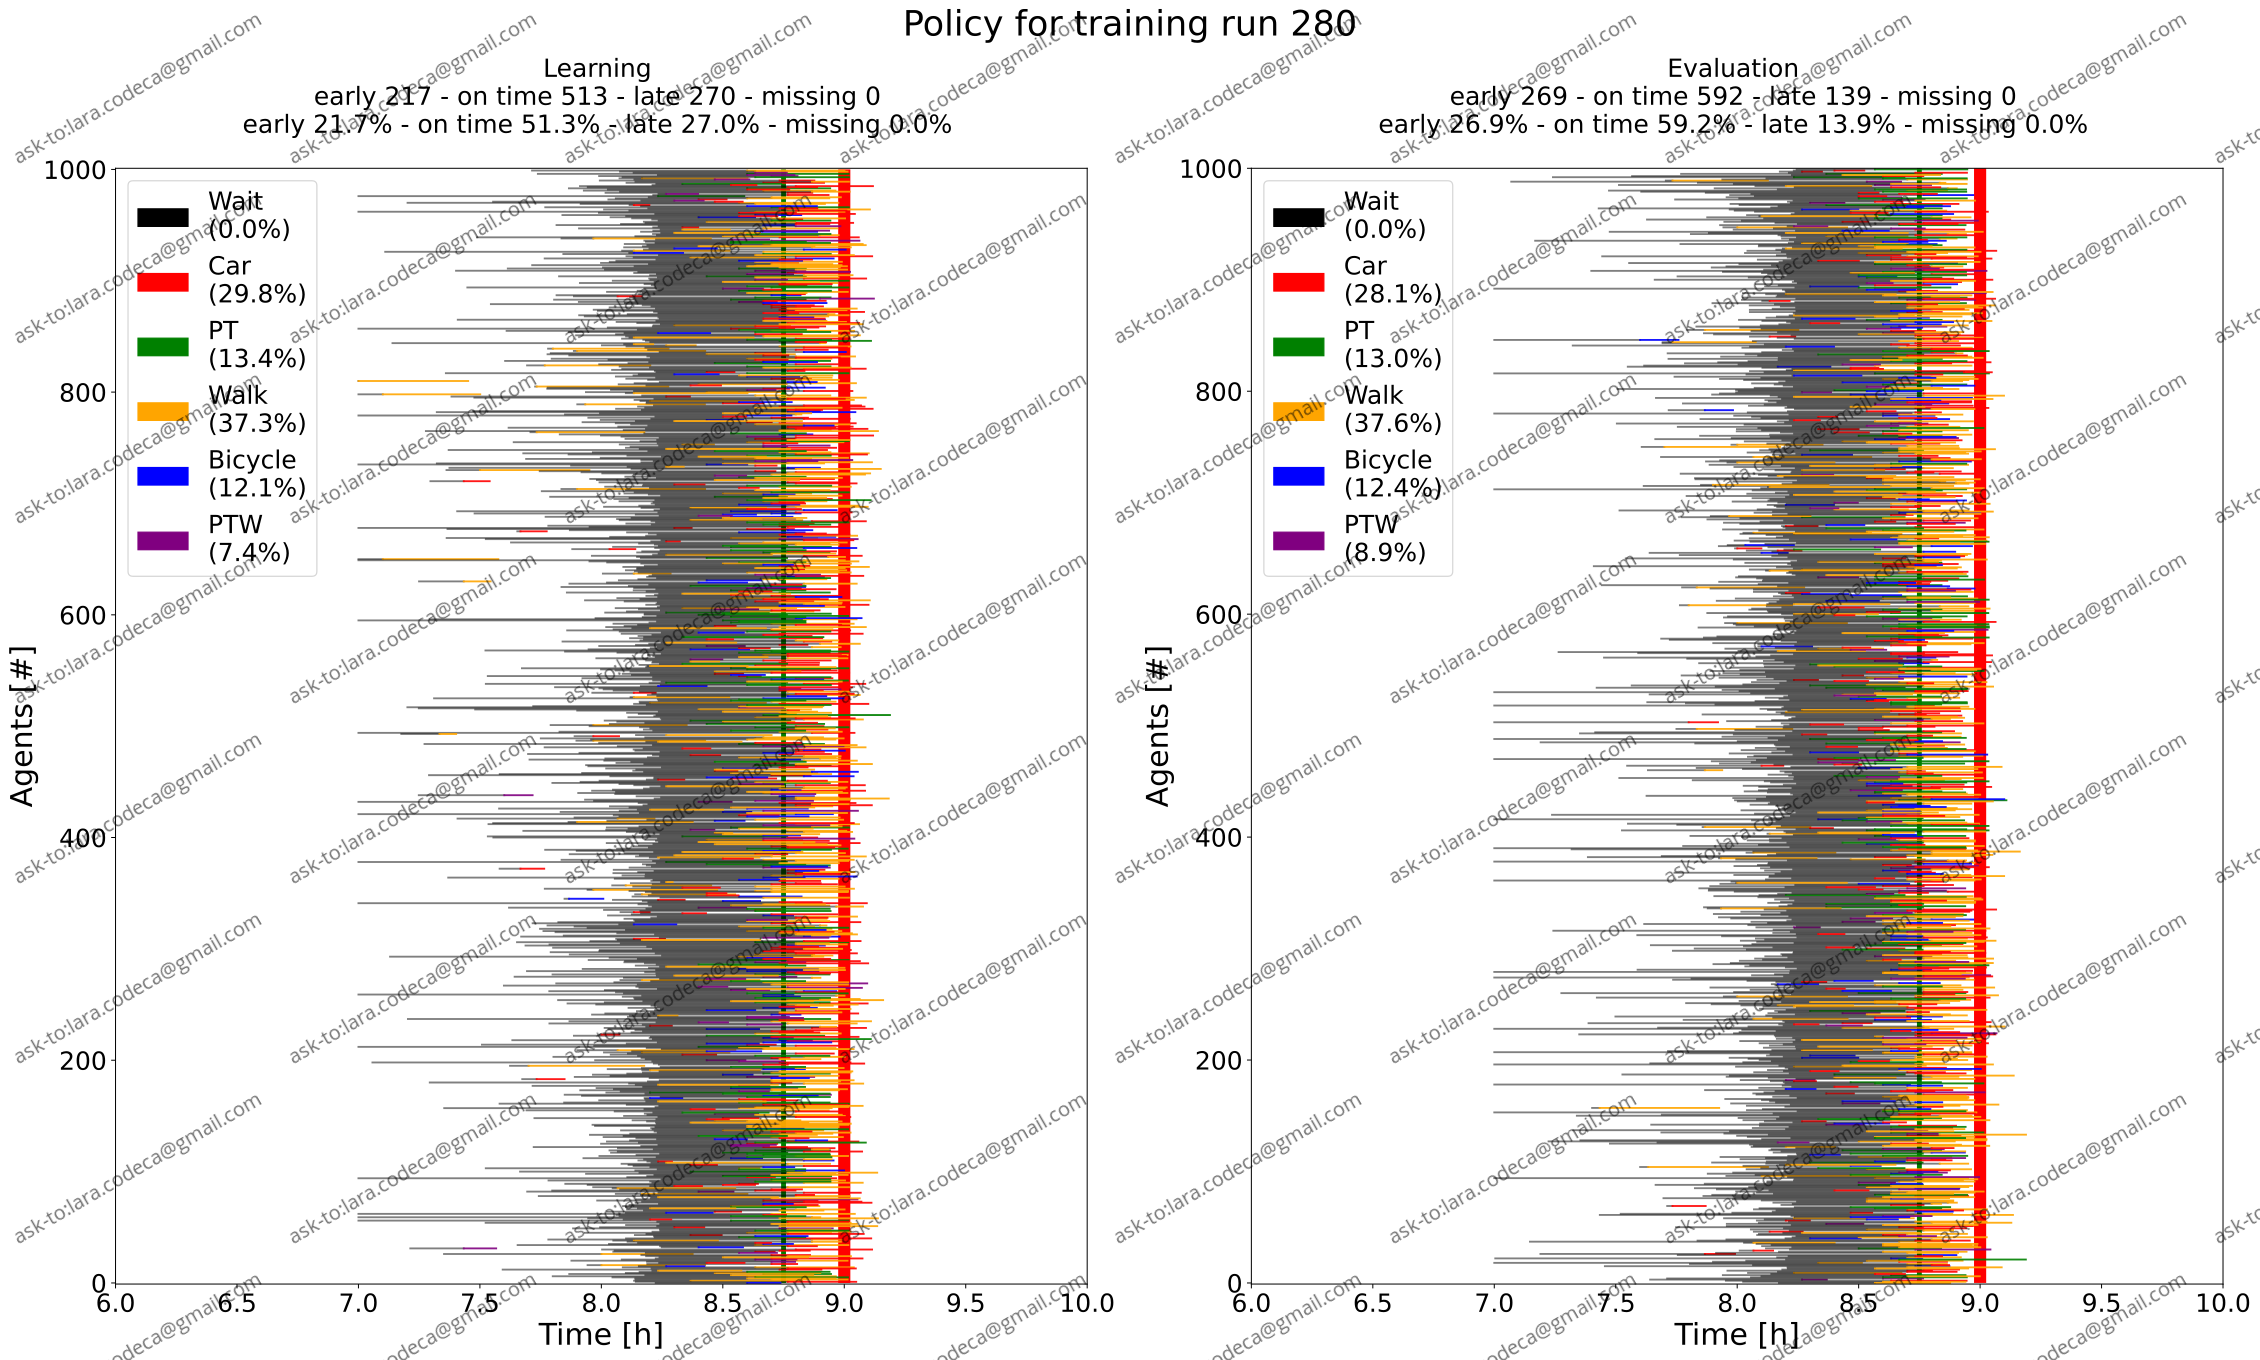 Policy for training run 280
Learning
early 217 - on time 513 - late 270 - missing 0
early 21.7% - on time 51.3% - late 27.0% - missing 0.0%
Wait
(0.0%)
Car
(29.8%)
PT
(13.4%)
Walk
(37.3%)
Bicycle
(12.1%)
PTW
(7.4%)
Agents [#]
1000
800
600
400
200
0
6.0 6.5 7.0 7.5 8.0 8.5 9.0 9.5 10.0
Time [h]
Evaluation
early 269 - on time 592 - late 139 - missing 0
early 26.9% - on time 59.2% - late 13.9% - missing 0.0%
Wait
(0.0%)
Car
(28.1%)
PT
(13.0%)
Walk
(37.6%)
Bicycle
(12.4%)
PTW
(8.9%)
Agents [#]
1000
800
600
400
200
0
6.0 6.5 7.0 7.5 8.0 8.5 9.0 9.5 10.0
Time [h]
ask-to:lara.codeca@gmail.com